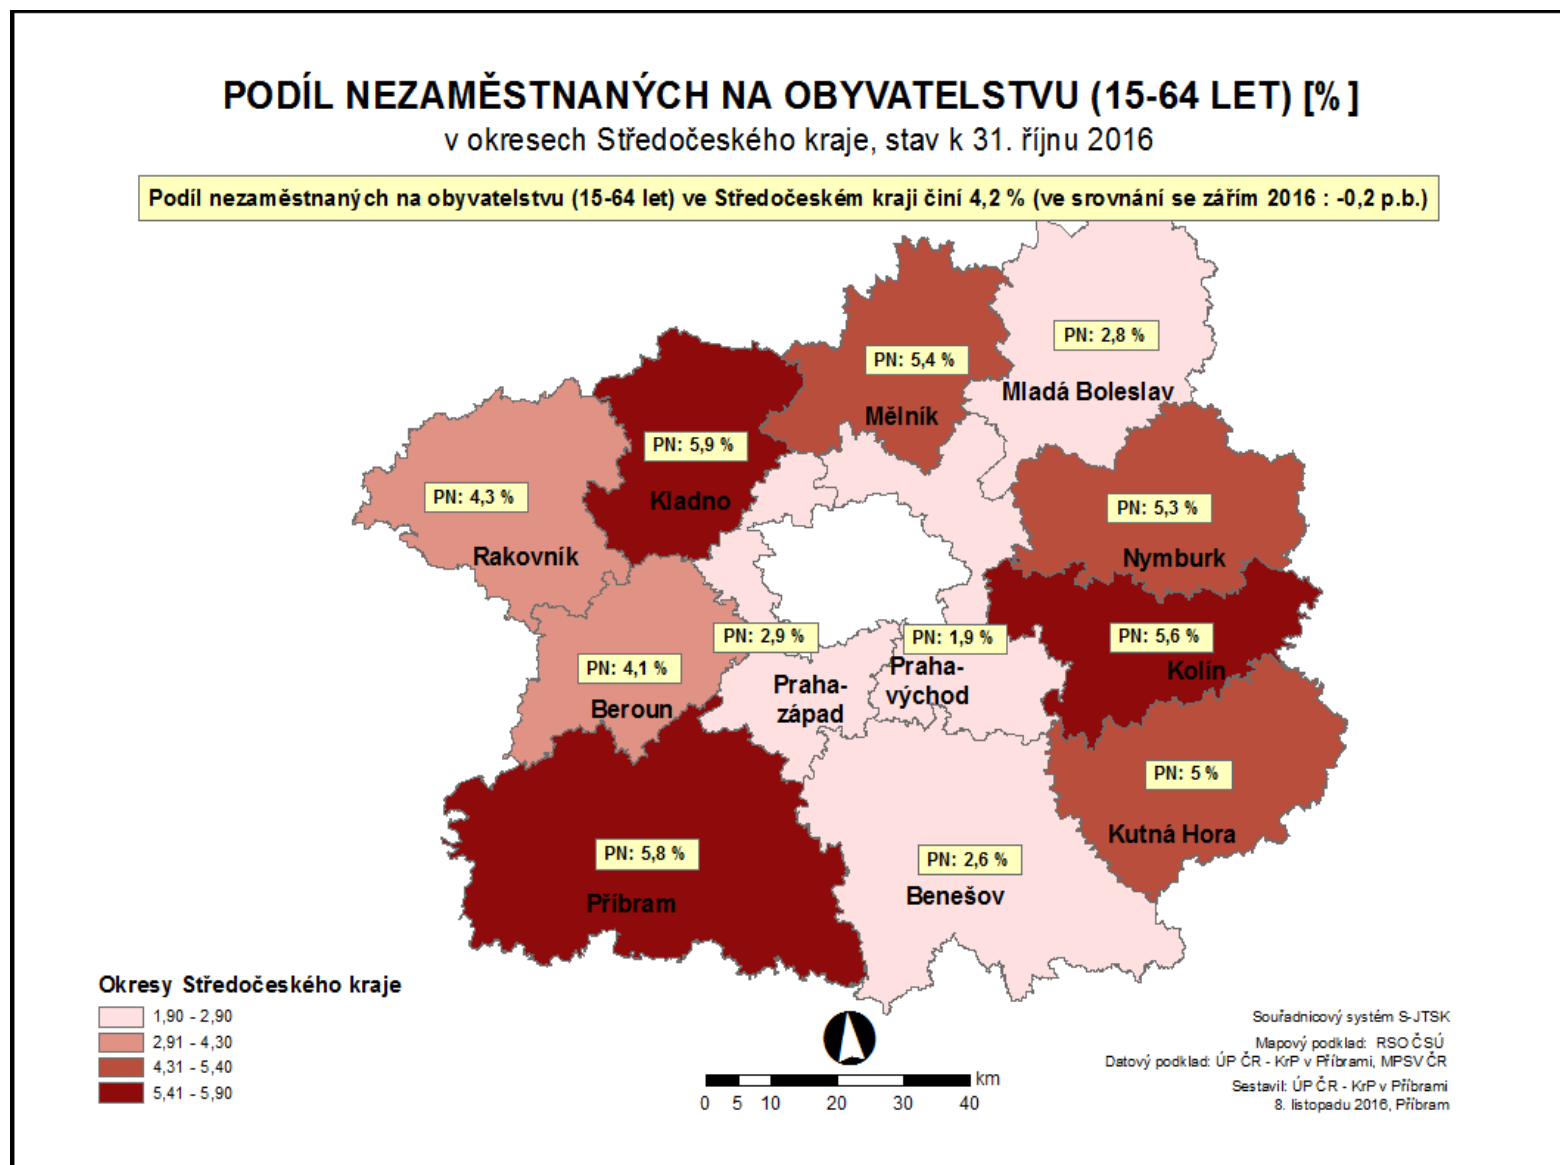 PODÍL NEZAMĚSTNANÝCH NA OBYVATELSTVU (15-64 LET) [%]
v okresech Středočeského kraje, stav k 31. říjnu 2016
Podíl nezaměstnaných na obyvatelstvu (15-64 let) ve Středočeském kraji činí 4,2 % (ve srovnání se zářím 2016 : -0,2 p.b.)
PN: 2,8 %
Mladá Boleslav
PN: 5,4 %
Mělník
PN: 5,9 %
Kladno
PN: 4,3 %
Rakovník
PN: 5,3 %
Nymburk
PN: 2,9 %
Praha-
západ
PN: 1,9 %
Praha-
východ
PN: 5,6 %
Kolín
PN: 4,1 %
Beroun
PN: 5 %
Kutná Hora
PN: 5,8 %
Příbram
PN: 2,6 %
Benešov
Okresy Středočeského kraje
1,90 - 2,90
2,91 - 4,30
4,31 - 5,40
5,41 - 5,90
km
0 5 10 20 30 40
Souřadnicový systém S-JTSK
Mapový podklad: RSO ČSÚ
Datový podklad: ÚP ČR - KrP v Příbrami, MPSV ČR
Sestavil: ÚP ČR - KrP v Příbrami
8. listopadu 2016, Příbram